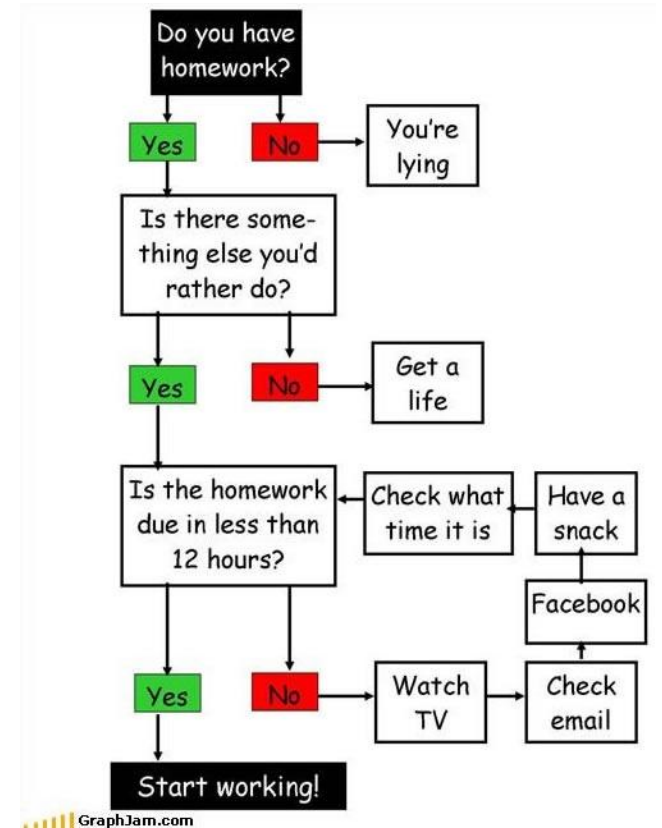 Do you have
homework?
Yes
No
You're
lying
Is there some-
thing else you'd
rather do?
Yes
No
Get a
life
Is the homework
due in less than
12 hours?
Check what
time it is
Have a
snack
Facebook
Yes
No
Watch
TV
Check
email
Start working!
GraphJam.com